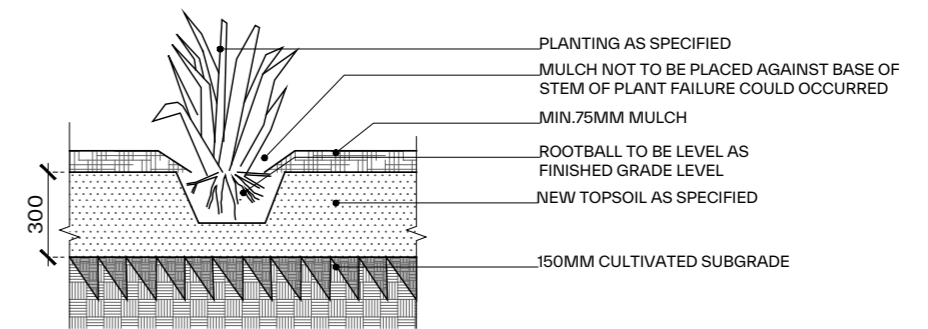 PLANTING AS SPECIFIED
MULCH NOT TO BE PLACED AGAINST BASE OF
STEM OF PLANT FAILURE COULD OCCURRED
MIN.75MM MULCH
ROOTBALL TO BE LEVEL AS
FINISHED GRADE LEVEL
NEW TOPSOIL AS SPECIFIED
300
150MM CULTIVATED SUBGRADE